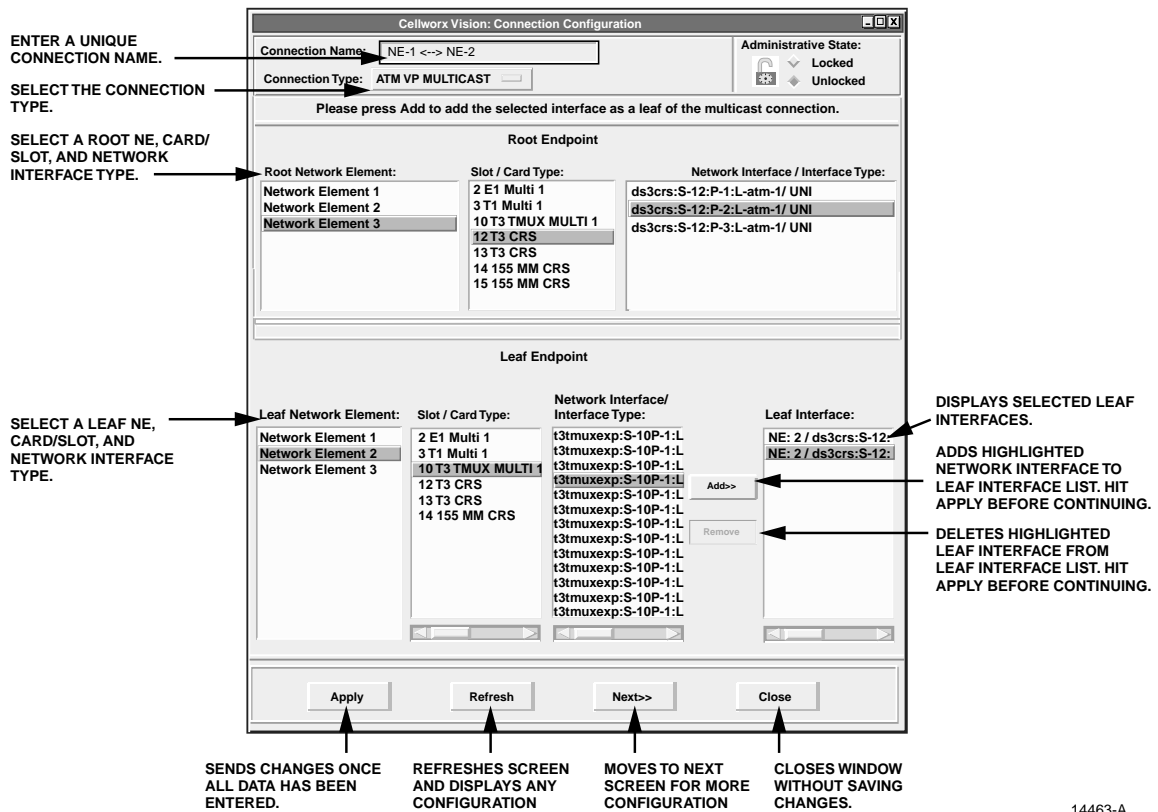 Cellworx Vision: Connection Configuration
ENTER A UNIQUE
CONNECTION NAME.
Connection Name:
NE-1 <--> NE-2
Administrative State:
Locked
Unlocked
SELECT THE CONNECTION
TYPE.
Connection Type:
ATM VP MULTICAST
Please press Add to add the selected interface as a leaf of the multicast connection.
SELECT A ROOT NE, CARD/
SLOT, AND NETWORK
INTERFACE TYPE.
Root Endpoint
Root Network Element:
Network Element 1
Network Element 2
Network Element 3
Slot / Card Type:
2 E1 Multi 1
3 T1 Multi 1
10 T3 TMUX MULTI 1
12 T3 CRS
13 T3 CRS
14 155 MM CRS
15 155 MM CRS
Network Interface / Interface Type:
ds3crs:S-12:P-1:L-atm-1/ UNI
ds3crs:S-12:P-2:L-atm-1/ UNI
ds3crs:S-12:P-3:L-atm-1/ UNI
Leaf Endpoint
SELECT A LEAF NE,
CARD/SLOT, AND
NETWORK INTERFACE
TYPE.
Leaf Network Element:
Network Element 1
Network Element 2
Network Element 3
Slot / Card Type:
2 E1 Multi 1
3 T1 Multi 1
10 T3 TMUX MULTI 1
12 T3 CRS
13 T3 CRS
14 155 MM CRS
Network Interface/
Interface Type:
t3tmuxexp:S-10P-1:L
t3tmuxexp:S-10P-1:L
t3tmuxexp:S-10P-1:L
t3tmuxexp:S-10P-1:L
t3tmuxexp:S-10P-1:L
t3tmuxexp:S-10P-1:L
t3tmuxexp:S-10P-1:L
t3tmuxexp:S-10P-1:L
t3tmuxexp:S-10P-1:L
t3tmuxexp:S-10P-1:L
t3tmuxexp:S-10P-1:L
t3tmuxexp:S-10P-1:L
t3tmuxexp:S-10P-1:L
Add>>
Remove
Leaf Interface:
NE: 2 / ds3crs:S-12:
NE: 2 / ds3crs:S-12:
DISPLAYS SELECTED LEAF
INTERFACES.
ADDS HIGHLIGHTED
NETWORK INTERFACE TO
LEAF INTERFACE LIST. HIT
APPLY BEFORE CONTINUING.
DELETES HIGHLIGHTED
LEAF INTERFACE FROM
LEAF INTERFACE LIST. HIT
APPLY BEFORE CONTINUING.
Apply
Refresh
Next>>
Close
SENDS CHANGES ONCE
ALL DATA HAS BEEN
ENTERED.
REFRESHES SCREEN
AND DISPLAYS ANY
CONFIGURATION
MOVES TO NEXT
SCREEN FOR MORE
CONFIGURATION
CLOSES WINDOW
WITHOUT SAVING
CHANGES.
14463-A